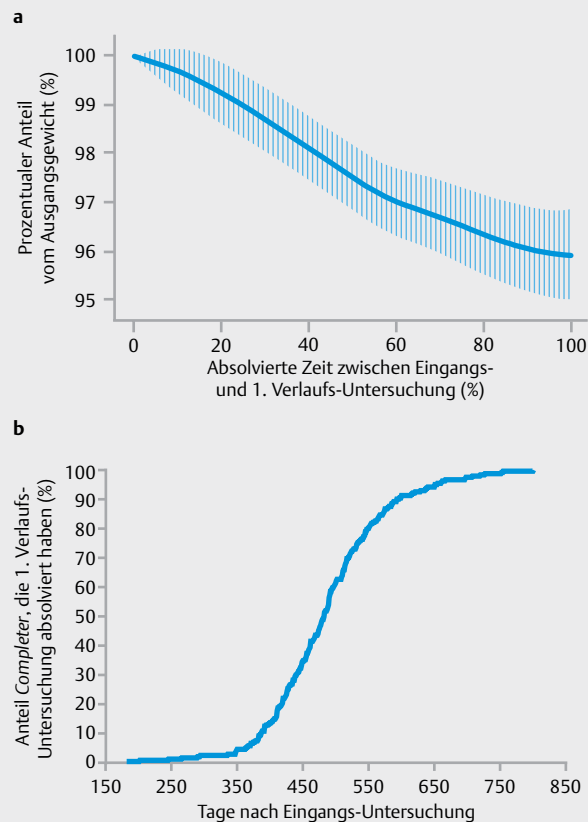 a
Prozentualer Anteil
vom Ausgangsgewicht (%)
100
99
98
97
96
95
0 20 40 60 80 100
Absolvierte Zeit zwischen Eingangs-
und 1. Verlaufs-Untersuchung (%)
b
Anteil Completer, die 1. Verlaufs-
Untersuchung absolviert haben (%)
100
90
80
70
60
50
40
30
20
10
0
150 250 350 450 550 650 750 850
Tage nach Eingangs-Untersuchung